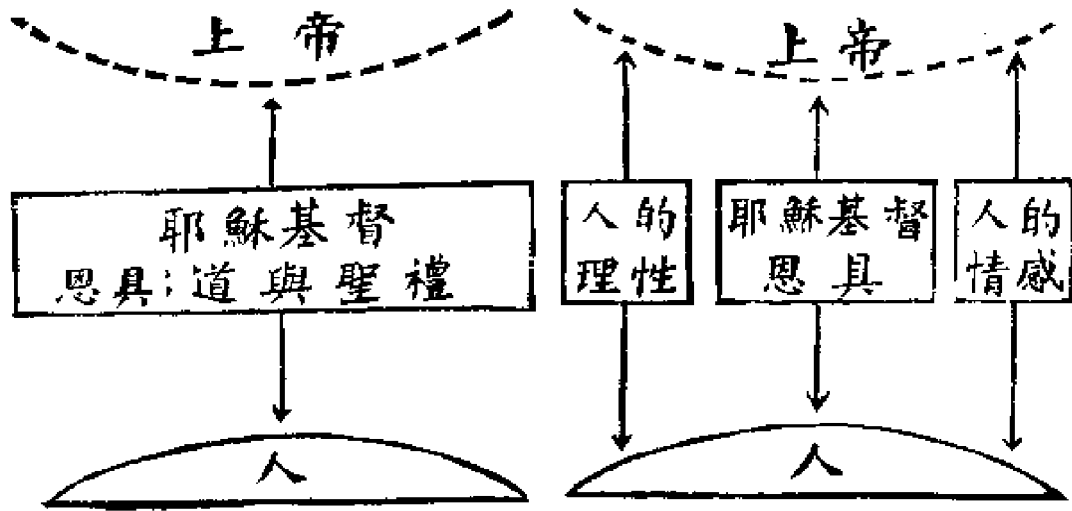 上帝
耶穌基督
恩具:道與聖禮
人
上帝
人的
理性
耶穌基督
恩具
人的
情感
人